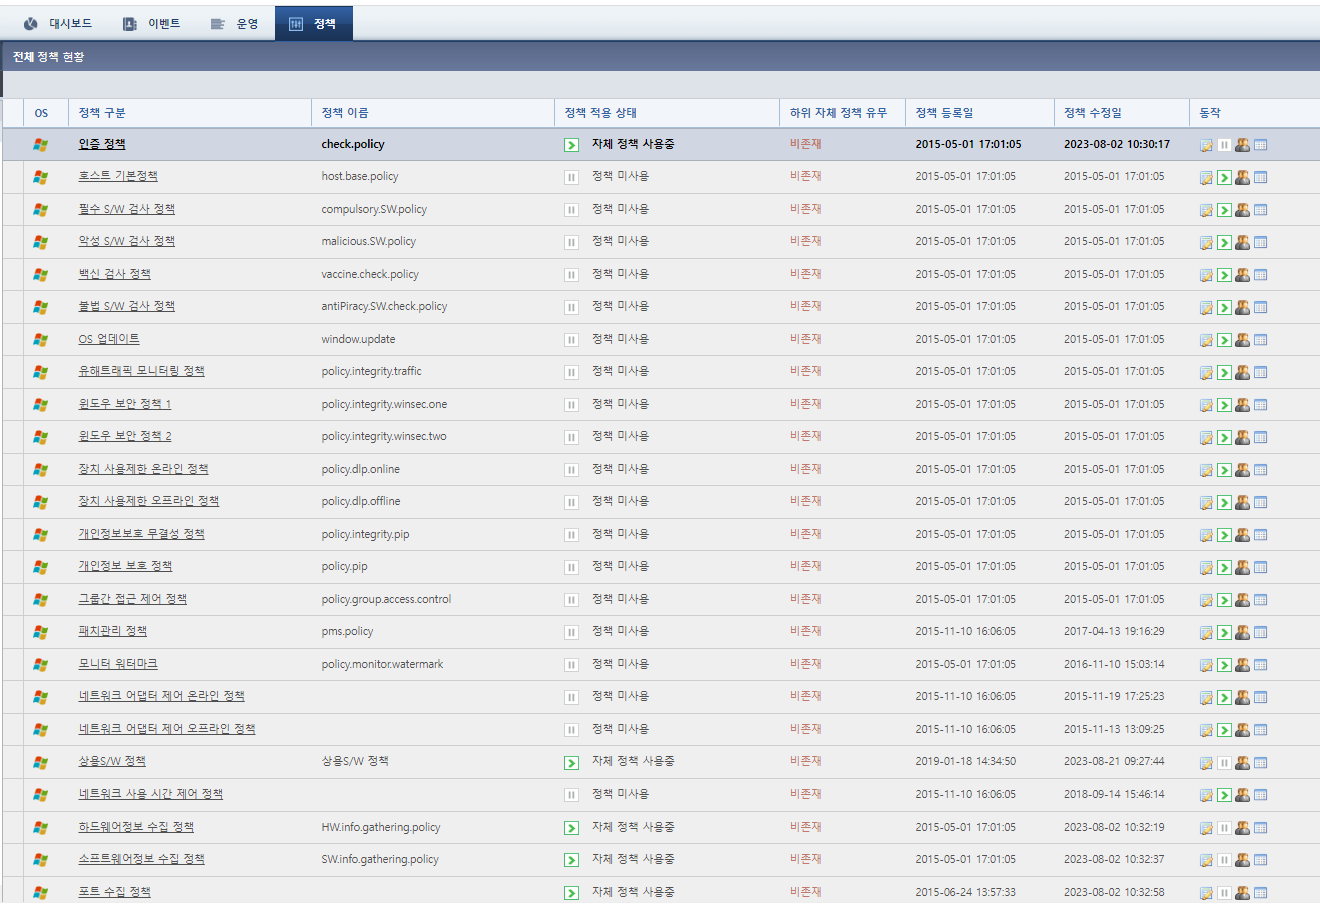 대시보드 이벤트 운영 정책
전체 정책 현황
OS 정책 구분 정책 이름 정책 적용 상태 하위 자체 정책 유무 정책 등록일 정책 수정일 동작
인증 정책 check.policy 자체 정책 사용중 비존재 2015-05-01 17:01:05 2023-08-02 10:30:17
호스트 기본정책 host.base.policy 정책 미사용 비존재 2015-05-01 17:01:05 2015-05-01 17:01:05
필수 S/W 검사 정책 compulsory.SW.policy 정책 미사용 비존재 2015-05-01 17:01:05 2015-05-01 17:01:05
악성 S/W 검사 정책 malicious.SW.policy 정책 미사용 비존재 2015-05-01 17:01:05 2015-05-01 17:01:05
백신 검사 정책 vaccine.check.policy 정책 미사용 비존재 2015-05-01 17:01:05 2015-05-01 17:01:05
불법 S/W 검사 정책 antiPiracy.SW.check.policy 정책 미사용 비존재 2015-05-01 17:01:05 2015-05-01 17:01:05
OS 업데이트 window.update 정책 미사용 비존재 2015-05-01 17:01:05 2015-05-01 17:01:05
유해트래픽 모니터링 정책 policy.integrity.traffic 정책 미사용 비존재 2015-05-01 17:01:05 2015-05-01 17:01:05
윈도우 보안 정책 1 policy.integrity.winsec.one 정책 미사용 비존재 2015-05-01 17:01:05 2015-05-01 17:01:05
윈도우 보안 정책 2 policy.integrity.winsec.two 정책 미사용 비존재 2015-05-01 17:01:05 2015-05-01 17:01:05
장치 사용제한 온라인 정책 policy.dlp.online 정책 미사용 비존재 2015-05-01 17:01:05 2015-05-01 17:01:05
장치 사용제한 오프라인 정책 policy.dlp.offline 정책 미사용 비존재 2015-05-01 17:01:05 2015-05-01 17:01:05
개인정보보호 무결성 정책 policy.integrity.pip 정책 미사용 비존재 2015-05-01 17:01:05 2015-05-01 17:01:05
개인정보 보호 정책 policy.pip 정책 미사용 비존재 2015-05-01 17:01:05 2015-05-01 17:01:05
그룹간 접근 제어 정책 policy.group.access.control 정책 미사용 비존재 2015-05-01 17:01:05 2015-05-01 17:01:05
패치관리 정책 pms.policy 정책 미사용 비존재 2015-11-10 16:06:05 2017-04-13 19:16:29
모니터 워터마크 policy.monitor.watermark 정책 미사용 비존재 2015-05-01 17:01:05 2016-11-10 15:03:14
네트워크 어댑터 제어 온라인 정책 정책 미사용 비존재 2015-11-10 16:06:05 2015-11-19 17:25:23
네트워크 어댑터 제어 오프라인 정책 정책 미사용 비존재 2015-11-10 16:06:05 2015-11-13 13:09:25
상용S/W 정책 상용S/W 정책 자체 정책 사용중 비존재 2019-01-18 14:34:50 2023-08-21 09:27:44
네트워크 사용 시간 제어 정책 정책 미사용 비존재 2015-11-10 16:06:05 2018-09-14 15:46:14
하드웨어정보 수집 정책 HW.info.gathering.policy 자체 정책 사용중 비존재 2015-05-01 17:01:05 2023-08-02 10:32:19
소프트웨어정보 수집 정책 SW.info.gathering.policy 자체 정책 사용중 비존재 2015-05-01 17:01:05 2023-08-02 10:32:37
포트 수집 정책 자체 정책 사용중 비존재 2015-06-24 13:57:33 2023-08-02 10:32:58